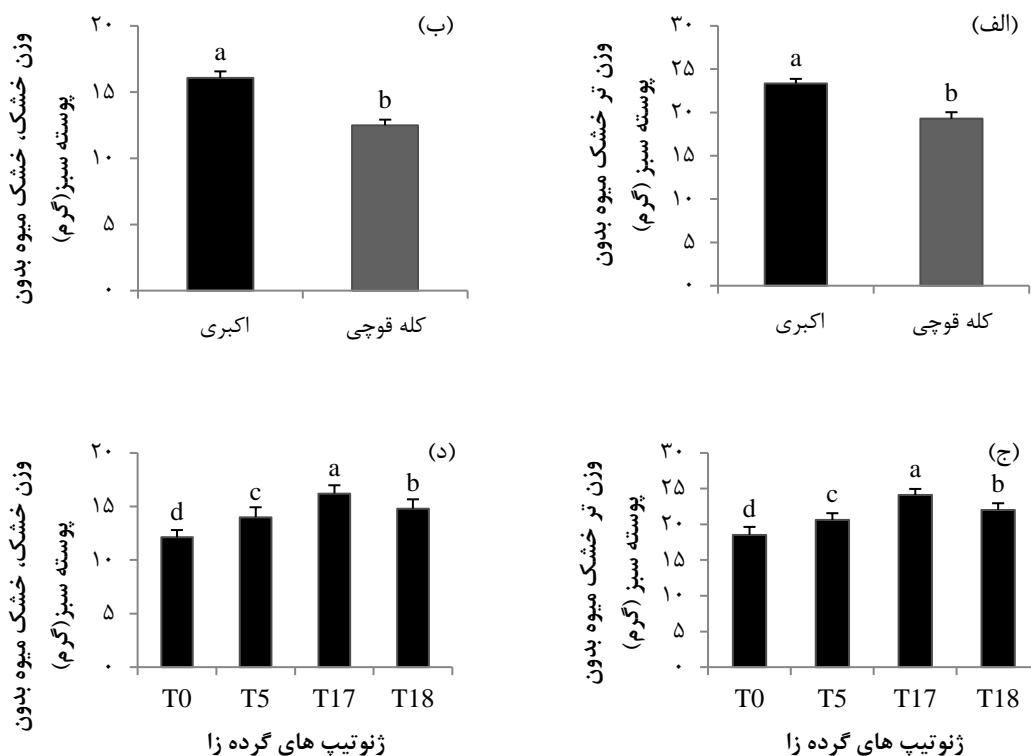 (الف)
وزن تر خشک میوه بدون
پوسته سبز (گرم)
۳۰
۲۵
۲۰
۱۵
۱۰
۵
۰
a
b
اکبری
کله قوچی
(ب)
وزن خشک، خشک میوه بدون
پوسته سبز(گرم)
۲۰
۱۵
۱۰
۵
۰
a
b
اکبری
کله قوچی
(ج)
وزن تر خشک میوه بدون
پوسته سبز (گرم)
۳۰
۲۵
۲۰
۱۵
۱۰
۵
۰
d
c
a
b
T0 T5 T17 T18
ژنوتیپ های گرده زا
(د)
وزن خشک، خشک میوه بدون
پوسته سبز(گرم)
۲۰
۱۵
۱۰
۵
۰
d
c
a
b
T0 T5 T17 T18
ژنوتیپ های گرده زا